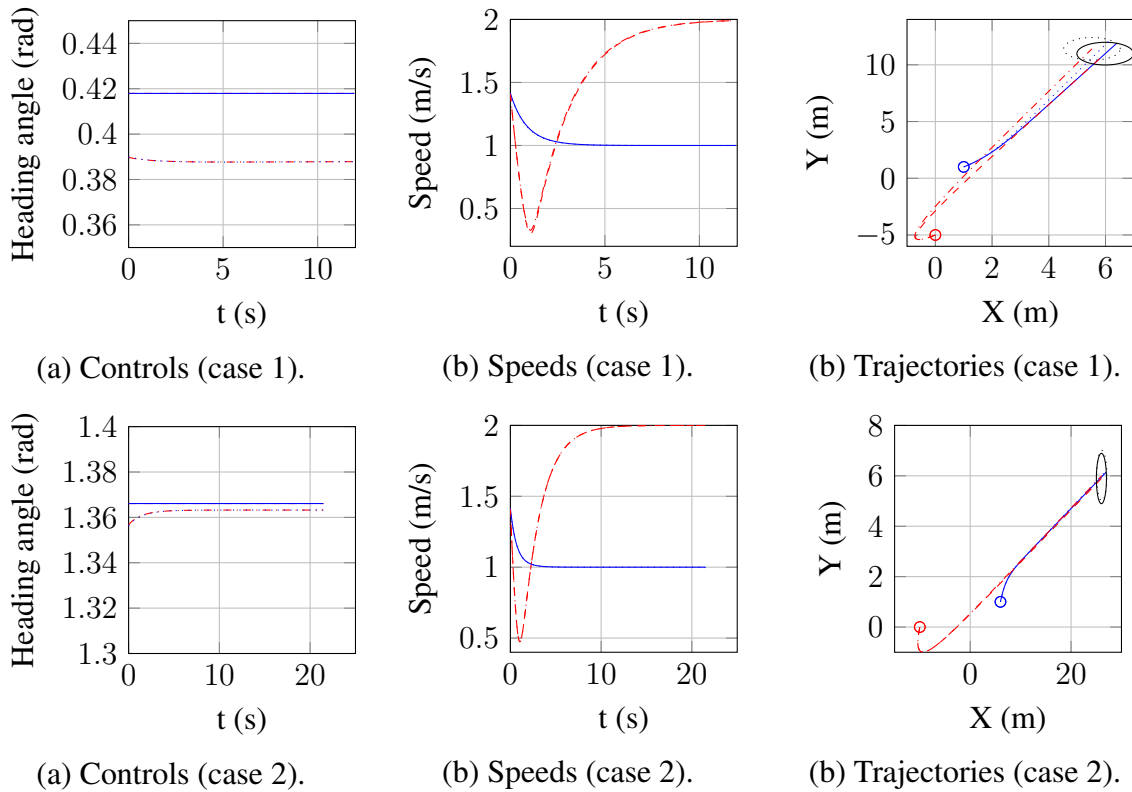 0.44
0.42
0.4
0.38
0.36
0
5
10
Heading angle (rad)
t (s)
(a) Controls (case 1).
2
1.5
1
0.5
0
5
10
Speed (m/s)
t (s)
(b) Speeds (case 1).
10
5
0
−5
0
2
4
6
Y (m)
X (m)
(b) Trajectories (case 1).
1.4
1.38
1.36
1.34
1.32
1.3
0
10
20
Heading angle (rad)
t (s)
(a) Controls (case 2).
2
1.5
1
0.5
0
10
20
Speed (m/s)
t (s)
(b) Speeds (case 2).
8
6
4
2
0
0
20
Y (m)
X (m)
(b) Trajectories (case 2).